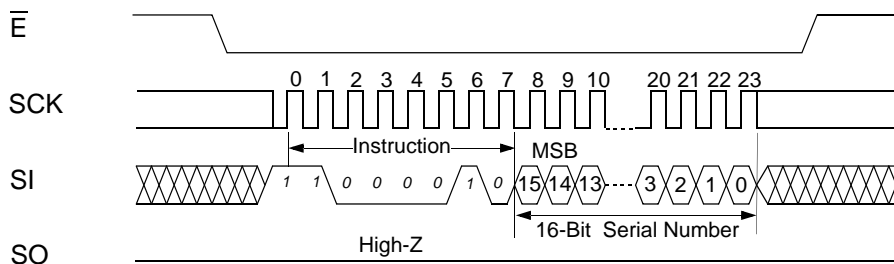 E
SCK 0 1 2 3 4 5 6 7 8 9 10 20 21 22 23
Instruction MSB
SI 1 1 0 0 0 0 1 0 15 14 13 3 2 1 0
16-Bit Serial Number
High-Z
SO